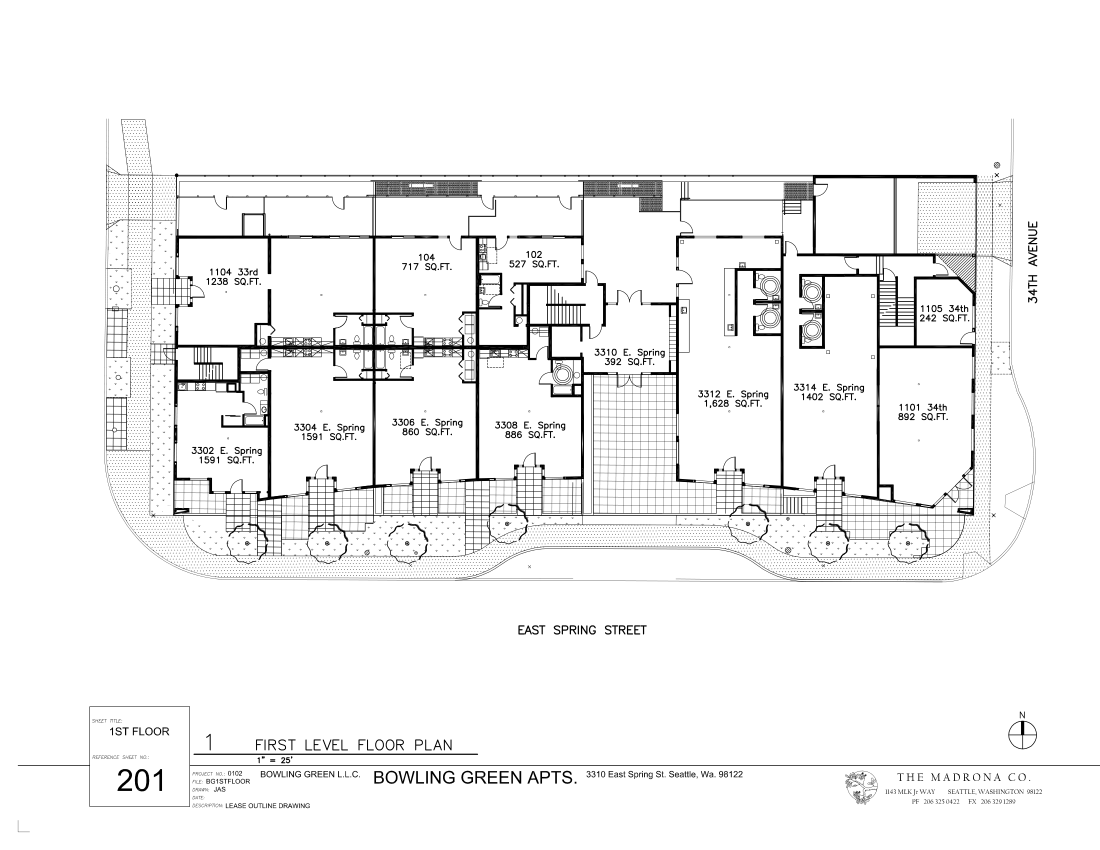 1104 33rd
1238 SQ.FT.
104
717 SQ.FT.
102
527 SQ.FT.
34TH AVENUE
1105 34th
242 SQ.FT.
3310 E. Spring
392 SQ.FT.
3312 E. Spring
1,628 SQ.FT.
3314 E. Spring
1402 SQ.FT.
1101 34th
892 SQ.FT.
3302 E. Spring
1591 SQ.FT.
3304 E. Spring
1591 SQ.FT.
3306 E. Spring
860 SQ.FT.
3308 E. Spring
886 SQ.FT.
EAST SPRING STREET
SHEET TITLE:
1ST FLOOR
REFERENCE SHEET NO.:
201
1 FIRST LEVEL FLOOR PLAN
1" = 25'
N
PROJECT NO.: 0102
FILE: BG1STFLOOR
DRAWN: JAS
DATE:
DESCRIPTION: LEASE OUTLINE DRAWING
BOWLING GREEN L.L.C. BOWLING GREEN APTS. 3310 East Spring St. Seattle, Wa. 98122
THE MADRONA CO.
1143 MLK Jr WAY SEATTLE, WASHINGTON 98122
PF 206 325 0422 FX 206 329 1289